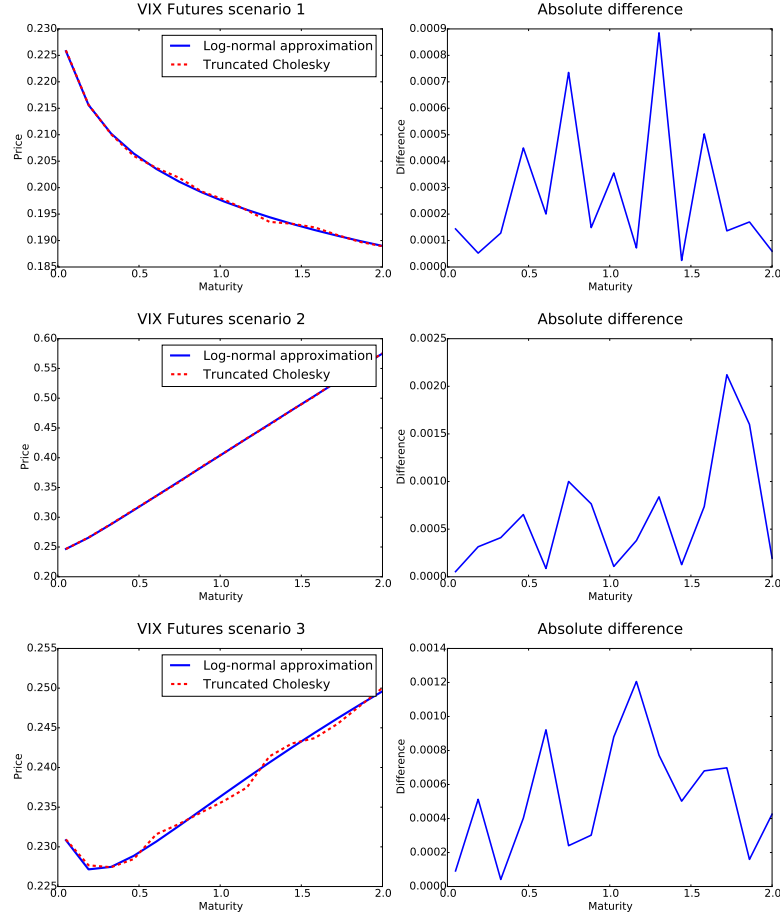 VIX Futures scenario 1
0.230
0.225
0.220
0.215
0.210
0.205
0.200
0.195
0.190
0.185
Price
Log-normal approximation
Truncated Cholesky
0.0 0.5 1.0 1.5 2.0
Maturity
Absolute difference
0.0009
0.0008
0.0007
0.0006
0.0005
0.0004
0.0003
0.0002
0.0001
0.0000
Difference
0.0 0.5 1.0 1.5 2.0
Maturity
VIX Futures scenario 2
0.60
0.55
0.50
0.45
0.40
0.35
0.30
0.25
0.20
Price
Log-normal approximation
Truncated Cholesky
0.0 0.5 1.0 1.5 2.0
Maturity
Absolute difference
0.0025
0.0020
0.0015
0.0010
0.0005
0.0000
Difference
0.0 0.5 1.0 1.5 2.0
Maturity
VIX Futures scenario 3
0.255
0.250
0.245
0.240
0.235
0.230
0.225
Price
Log-normal approximation
Truncated Cholesky
0.0 0.5 1.0 1.5 2.0
Maturity
Absolute difference
0.0014
0.0012
0.0010
0.0008
0.0006
0.0004
0.0002
0.0000
Difference
0.0 0.5 1.0 1.5 2.0
Maturity